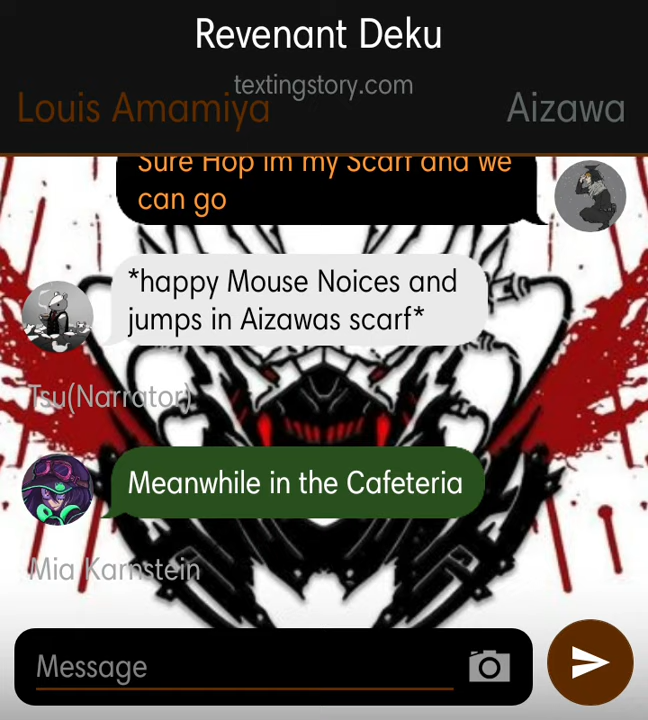 Revenant Deku
textingstory.com
Louis Amamiya
Aizawa
Sure Hop im my Scarf and we
can go
*happy Mouse Noices and
jumps in Aizawas scarf*
Tsu(Narrator)
Meanwhile in the Cafeteria
Mia Karnstein
Message